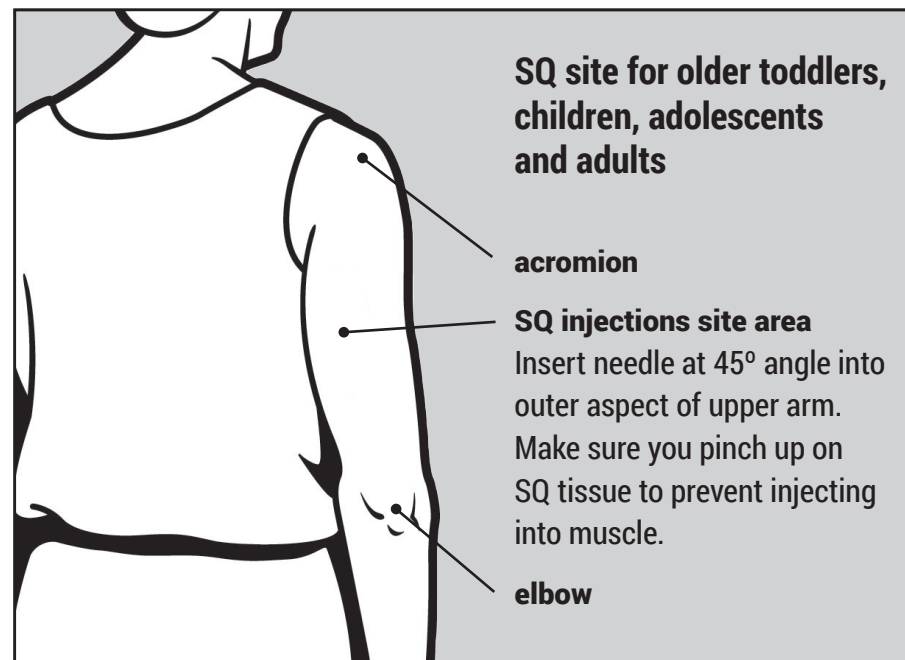 SQ site for older toddlers,
children, adolescents
and adults
acromion
SQ injections site area
Insert needle at 45º angle into
outer aspect of upper arm.
Make sure you pinch up on
SQ tissue to prevent injecting
into muscle.
elbow